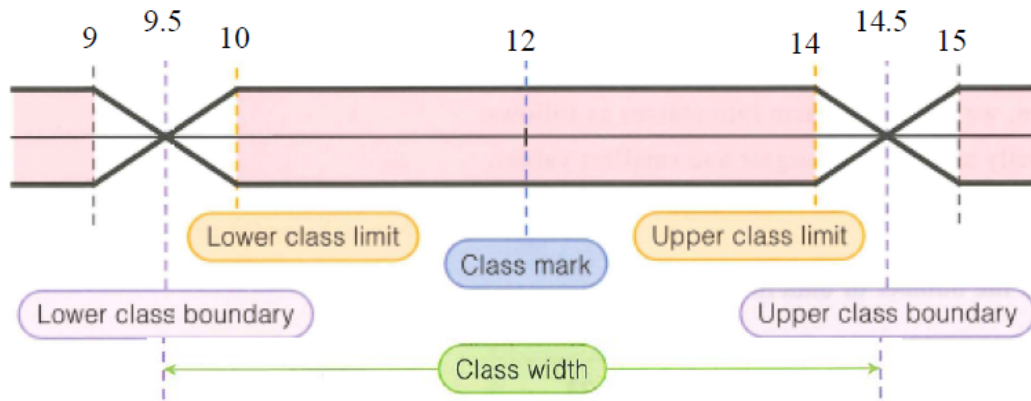 9 9.5 10 12 14 14.5 15
Lower class limit Upper class limit
Class mark
Lower class boundary Upper class boundary
Class width